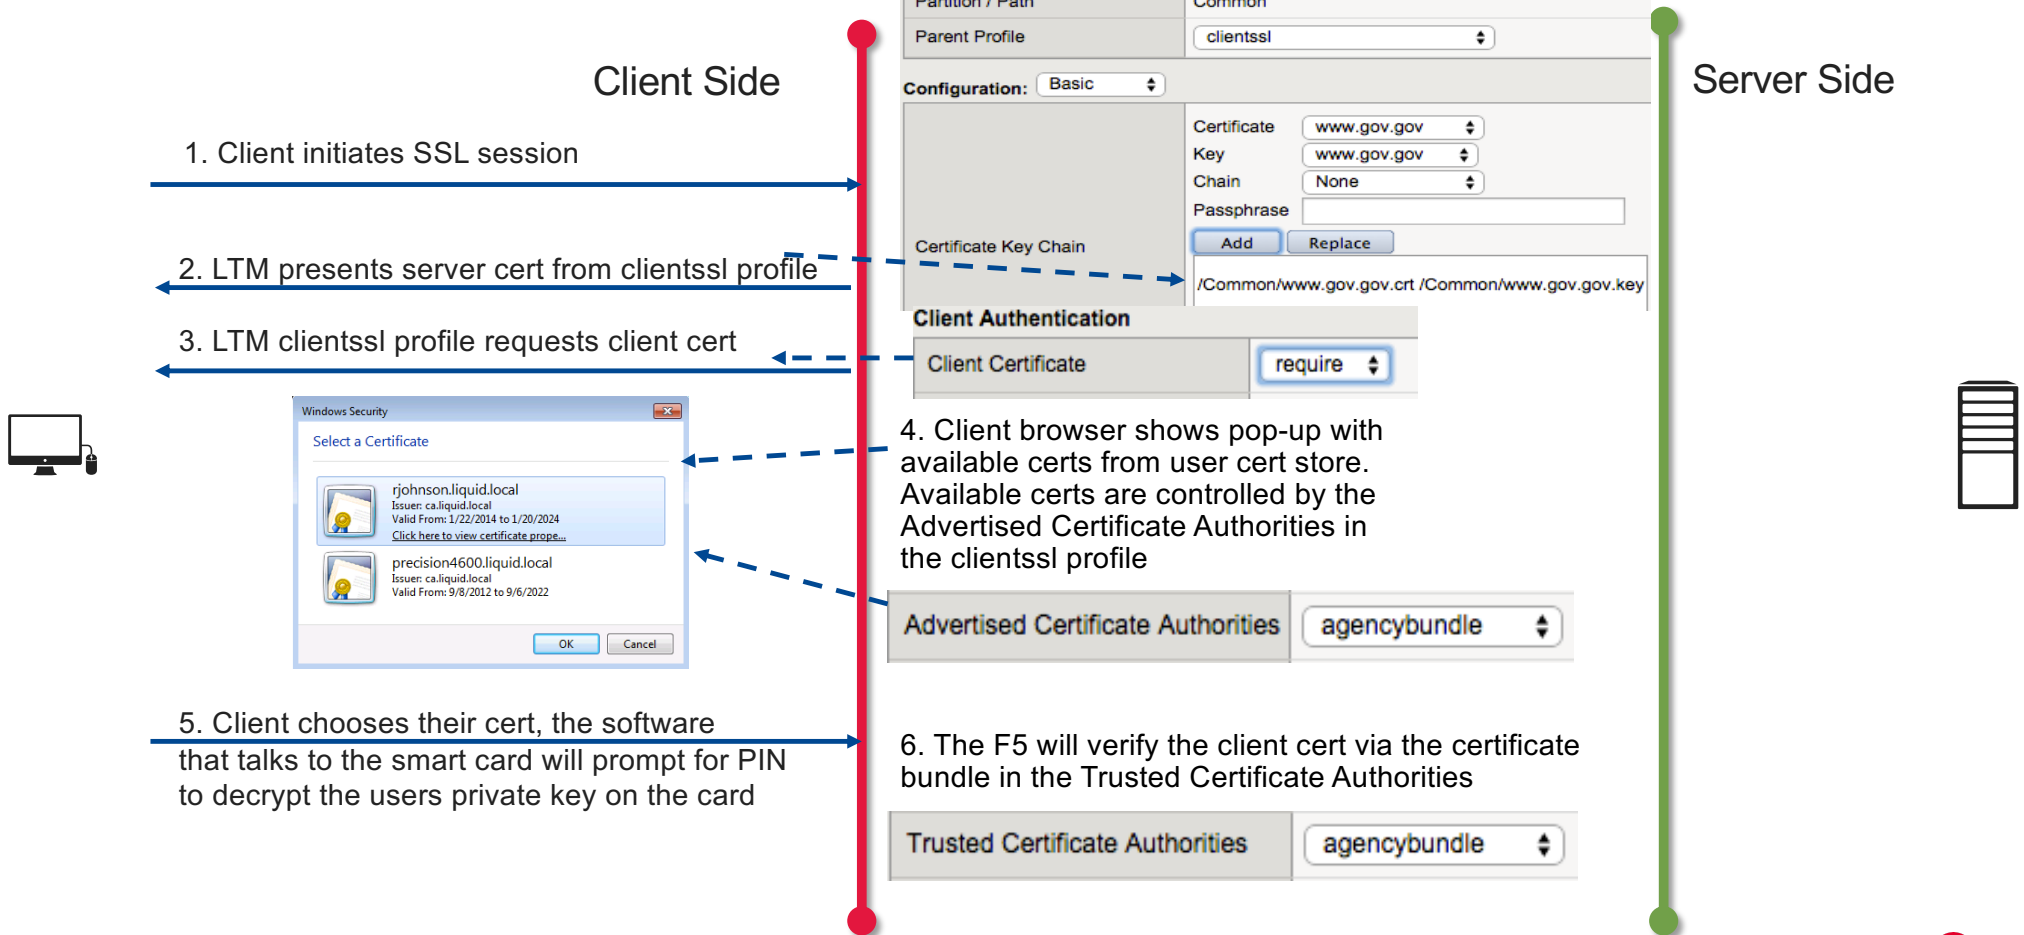 Partition / Path
Common
Parent Profile
clientssl
Client Side
Server Side
Configuration: Basic
1. Client initiates SSL session
Certificate www.gov.gov
Key www.gov.gov
Chain None
Passphrase
Certificate Key Chain
Add Replace
/Common/www.gov.gov.crt /Common/www.gov.gov.key
2. LTM presents server cert from clientssl profile
3. LTM clientssl profile requests client cert
Client Authentication
Client Certificate
require
Windows Security
Select a Certificate
rjohnson.liquid.local
Issuer: ca.liquid.local
Valid From: 1/22/2014 to 1/20/2024
Click here to view certificate prope...
precision4600.liquid.local
Issuer: ca.liquid.local
Valid From: 9/8/2012 to 9/6/2022
OK Cancel
4. Client browser shows pop-up with
available certs from user cert store.
Available certs are controlled by the
Advertised Certificate Authorities in
the clientssl profile
Advertised Certificate Authorities
agencybundle
5. Client chooses their cert, the software
that talks to the smart card will prompt for PIN
to decrypt the users private key on the card
6. The F5 will verify the client cert via the certificate
bundle in the Trusted Certificate Authorities
Trusted Certificate Authorities
agencybundle